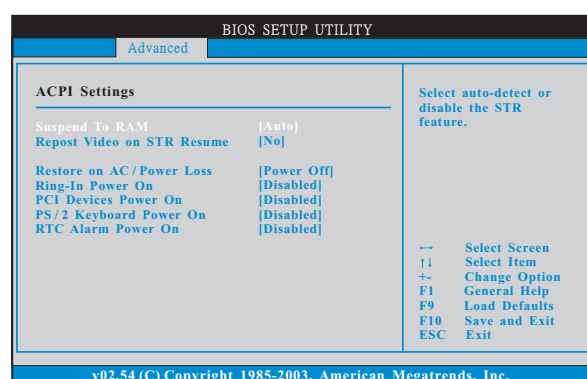 BIOS SETUP UTILITY
Advanced
ACPI Settings
Suspend To RAM [Auto]
Repost Video on STR Resume [No]
Restore on AC / Power Loss [Power Off]
Ring-In Power On [Disabled]
PCI Devices Power On [Disabled]
PS / 2 Keyboard Power On [Disabled]
RTC Alarm Power On [Disabled]
Select auto-detect or
disable the STR
feature.
←→ Select Screen
↑↓ Select Item
+- Change Option
F1 General Help
F9 Load Defaults
F10 Save and Exit
ESC Exit
v02.54 (C) Copyright 1985-2003, American Megatrends, Inc.